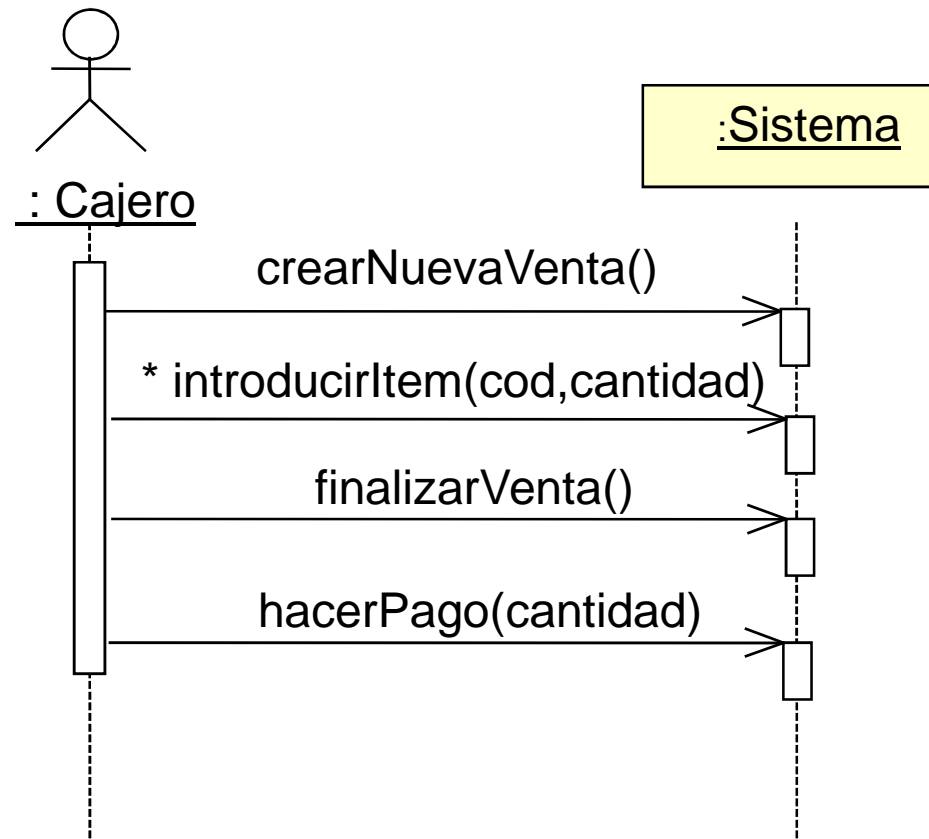 :Sistema
: Cajero
crearNuevaVenta()
* introducirItem(cod,cantidad)
finalizarVenta()
hacerPago(cantidad)